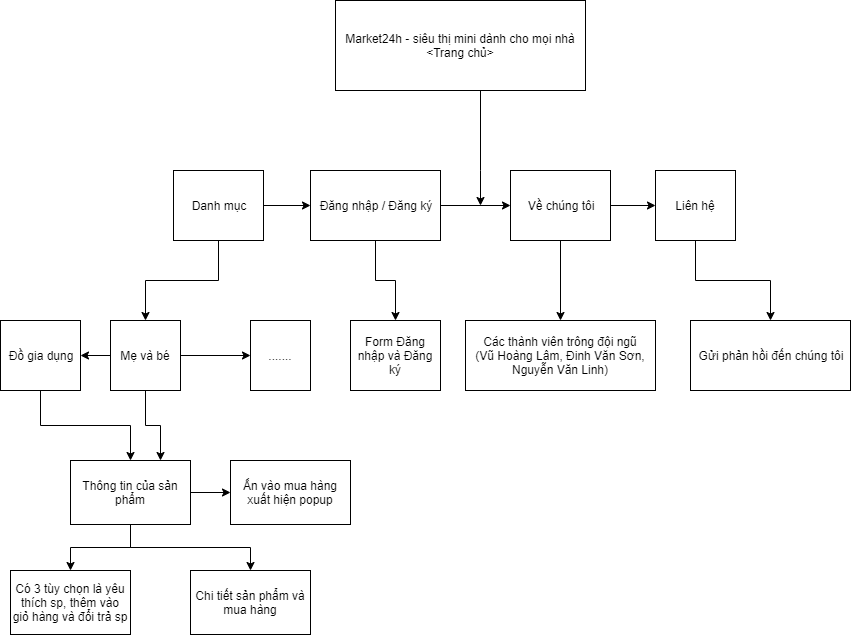 Market24h - siêu thị mini dành cho mọi nhà
<Trang chủ>
Danh mục
Đăng nhập / Đăng ký
Về chúng tôi
Liên hệ
Đồ gia dụng
Mẹ và bé
.......
Form Đăng
nhập và Đăng
ký
Các thành viên trông đội ngũ
(Vũ Hoàng Lâm, Đinh Văn Sơn,
Nguyễn Văn Linh)
Gửi phản hồi đến chúng tôi
Thông tin của sản
phẩm
Ấn vào mua hàng
xuất hiện popup
Có 3 tùy chọn là yêu
thích sp, thêm vào
giỏ hàng và đổi trả sp
Chi tiết sản phẩm và
mua hàng